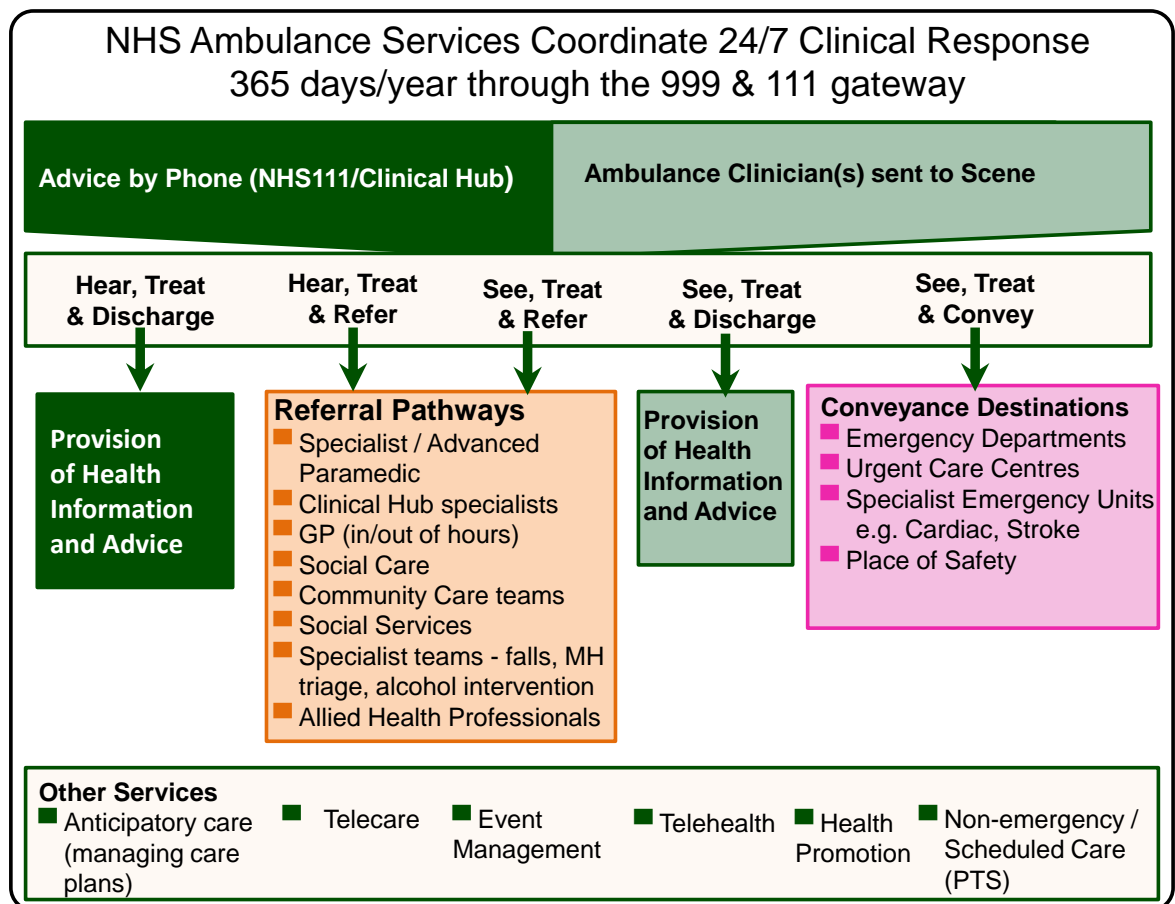 NHS Ambulance Services Coordinate 24/7 Clinical Response
365 days/year through the 999 & 111 gateway
Advice by Phone (NHS111/Clinical Hub)
Ambulance Clinician(s) sent to Scene
Hear, Treat
& Discharge
Hear, Treat
& Refer
See, Treat
& Refer
See, Treat
& Discharge
See, Treat
& Convey
Provision
of Health
Information
and Advice
Referral Pathways
Specialist / Advanced
Paramedic
Clinical Hub specialists
GP (in/out of hours)
Social Care
Community Care teams
Social Services
Specialist teams - falls, MH
triage, alcohol intervention
Allied Health Professionals
Provision
of Health
Information
and Advice
Conveyance Destinations
Emergency Departments
Urgent Care Centres
Specialist Emergency Units
e.g. Cardiac, Stroke
Place of Safety
Other Services
Anticipatory care
(managing care
plans)
Telecare
Event
Management
Telehealth
Health
Promotion
Non-emergency /
Scheduled Care
(PTS)